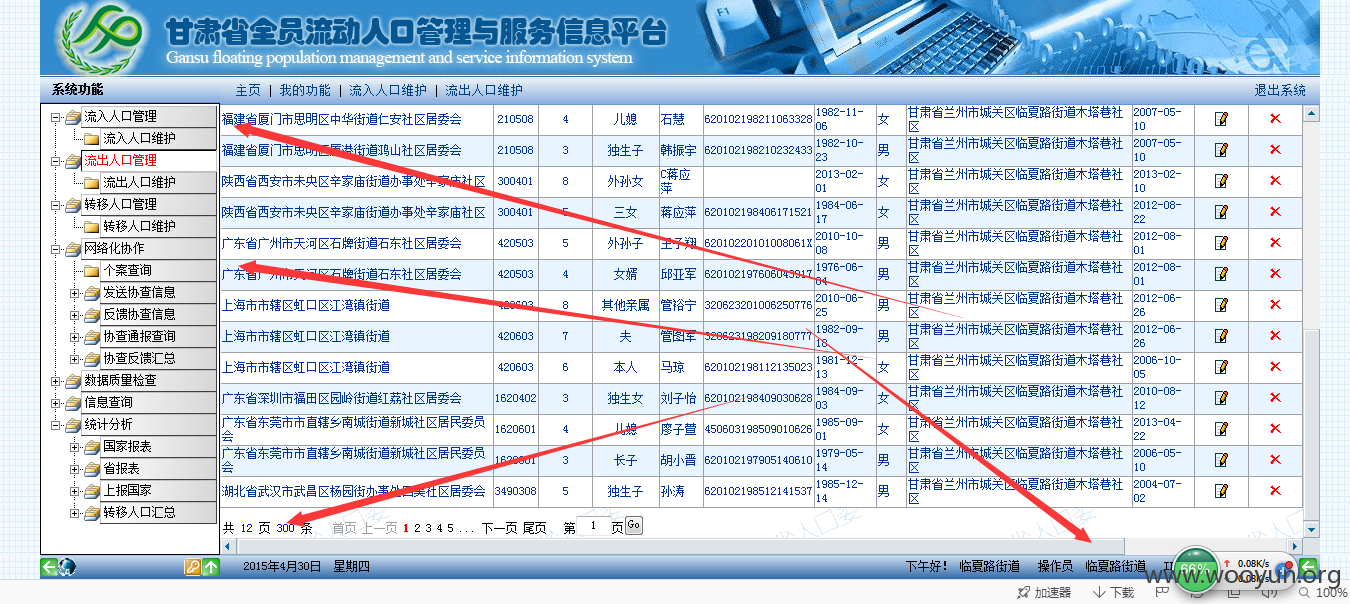 甘肃省全员流动人口管理与服务信息平台
Gansu floating population management and service information system
系统功能 主页 | 我的功能 | 流入人口维护 | 流出人口维护 退出系统
流入人口管理
流入人口维护
流出人口管理
流出人口维护
转移人口管理
转移人口维护
网络化协作
个案查询
发送协查信息
反馈协查信息
协查通报查询
协查反馈汇总
数据质量检查
信息查询
统计分析
国家报表
省报表
上报国家
转移人口汇总
福建省厦门市思明区中华街道仁安社区居委会 210508 4 儿媳 石慧 620102198211063328 1982-11-06 女 甘肃省兰州市城关区临夏路街道木塔巷社区 2007-05-10
福建省厦门市思明区 街道鸿山社区居委会 210508 3 独生子 韩振宇 620102198210232433 1982-10-23 男 甘肃省兰州市城关区临夏路街道木塔巷社区 2007-05-10
陕西省西安市未央区辛家庙街道办事处辛家庙社区 300401 8 外孙女 C蒋应萍 2013-02-01 女 甘肃省兰州市城关区临夏路街道木塔巷社区 2013-02-10
陕西省西安市未央区辛家庙街道办事处辛家庙社区 300401 5 三女 蒋应萍 620102198406171521 1984-06-17 女 甘肃省兰州市城关区临夏路街道木塔巷社区 2012-08-22
广东省广州市天河区石牌街道石东社区居委会 420503 5 外孙子 王子翔 62010220101008061X 2010-10-08 男 甘肃省兰州市城关区临夏路街道木塔巷社区 2012-08-01
广东省广州市天河区石牌街道石东社区居委会 420503 4 女婿 邱亚军 1976-06-04 男 甘肃省兰州市城关区临夏路街道木塔巷社区 2012-08-01
上海市市辖区虹口区江湾镇街道 420603 8 其他亲属 管裕宁 320623201006250776 2010-06-25 男 甘肃省兰州市城关区临夏路街道木塔巷社区 2012-06-26
上海市市辖区虹口区江湾镇街道 420603 7 夫 管图军 320623198209180777 1982-09-18 男 甘肃省兰州市城关区临夏路街道木塔巷社区 2012-06-26
上海市市辖区虹口区江湾镇街道 420603 6 本人 马琼 620102198112135023 1981-12-13 女 甘肃省兰州市城关区临夏路街道木塔巷社区 2006-10-05
广东省深圳市福田区园岭街道红荔社区居委会 1620402 3 独生女 刘子怡 620102198409030628 1984-09-03 女 甘肃省兰州市城关区临夏路街道木塔巷社区 2010-08-12
广东省东莞市市直辖乡南城街道新城社区居民委员会 1620601 4 儿媳 廖子萱 450603198509010626 1985-09-01 女 甘肃省兰州市城关区临夏路街道木塔巷社区 2013-04-22
广东省东莞市市直辖乡南城街道新城社区居民委员会 1620601 3 长子 胡小晋 620102197905140610 1979-05-14 男 甘肃省兰州市城关区临夏路街道木塔巷社区 2006-05-10
湖北省武汉市武昌区杨园街办事处四美社区居委会 3490308 5 独生子 孙涛 620102198512141537 1985-12-14 男 甘肃省兰州市城关区临夏路街道木塔巷社区 2004-07-02
共 12 页 300 条 首页 上一页 1 2 3 4 5 ... 下一页 尾页 第 1 页 Go
2015年4月30日 星期四 下午好! 临夏路街道 操作员 临夏路街道
66% 0.08K/s
www.wooyun.org
加速器 下载 100%